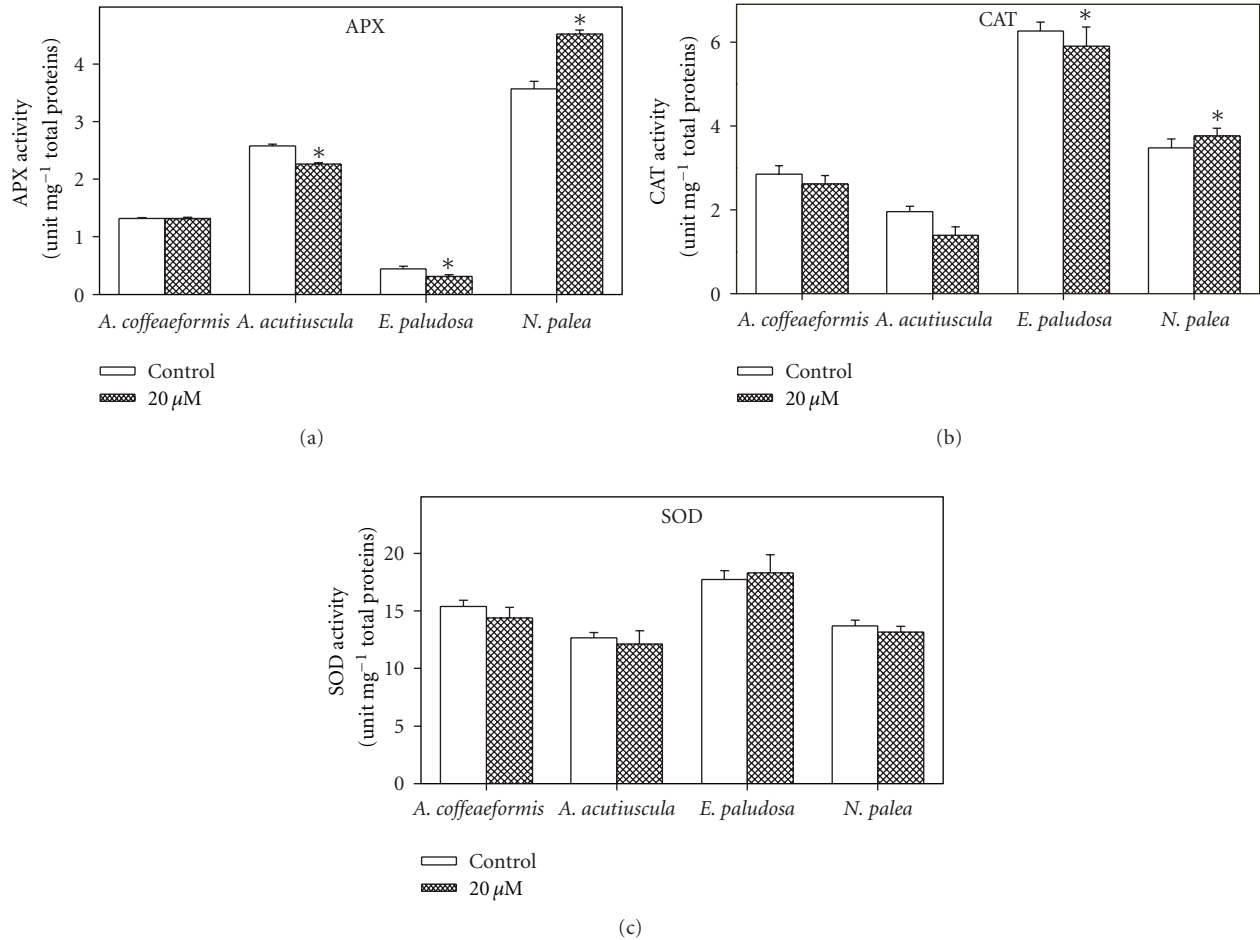 APX
APX activity
(unit mg⁻¹ total proteins)
4
3
2
1
0
*
*
*
A. coffeaeformis A. acutiuscula E. paludosa N. palea
Control
20 μM
(a)
CAT
CAT activity
(unit mg⁻¹ total proteins)
6
4
2
0
*
*
A. coffeaeformis A. acutiuscula E. paludosa N. palea
Control
20 μM
(b)
SOD
SOD activity
(unit mg⁻¹ total proteins)
20
15
10
5
0
A. coffeaeformis A. acutiuscula E. paludosa N. palea
Control
20 μM
(c)